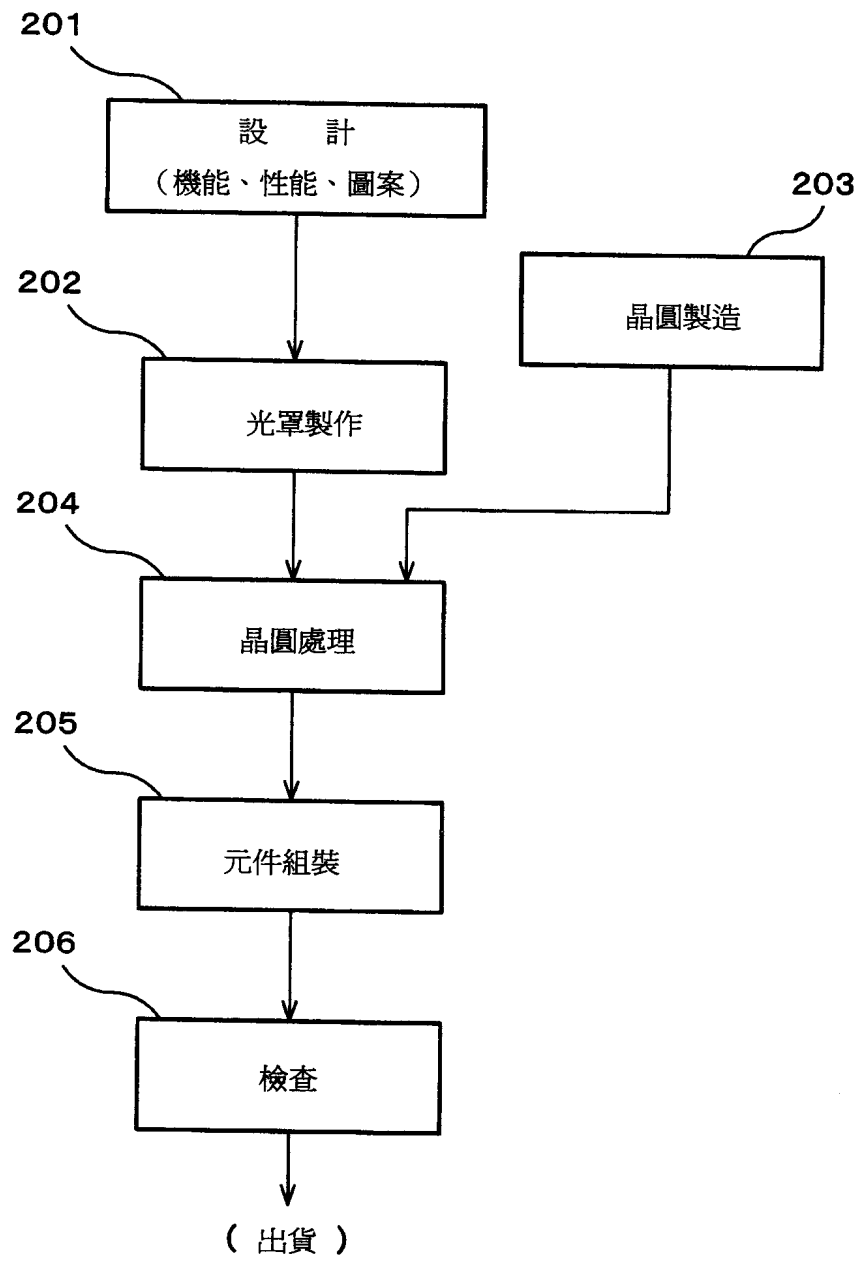 201
設 計
（機能、性能、圖案）
203
晶圓製造
202
光罩製作
204
晶圓處理
205
元件組裝
206
檢查
( 出貨 )